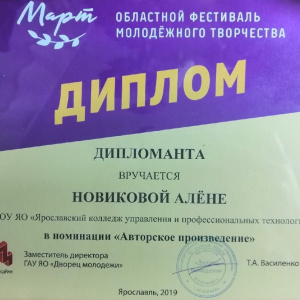 Март
ОБЛАСТНОЙ ФЕСТИВАЛЬ
МОЛОДЁЖНОГО ТВОРЧЕСТВА
ДИПЛОМ
ДИПЛОМАНТА
ВРУЧАЕТСЯ
НОВИКОВОЙ АЛЁНЕ
ОУ ЯО «Ярославский колледж управления и профессиональных технолог
в номинации «Авторское произведение»
Заместитель директора
ГАУ ЯО «Дворец молодежи»
Т.А. Василенко
Ярославль, 2019